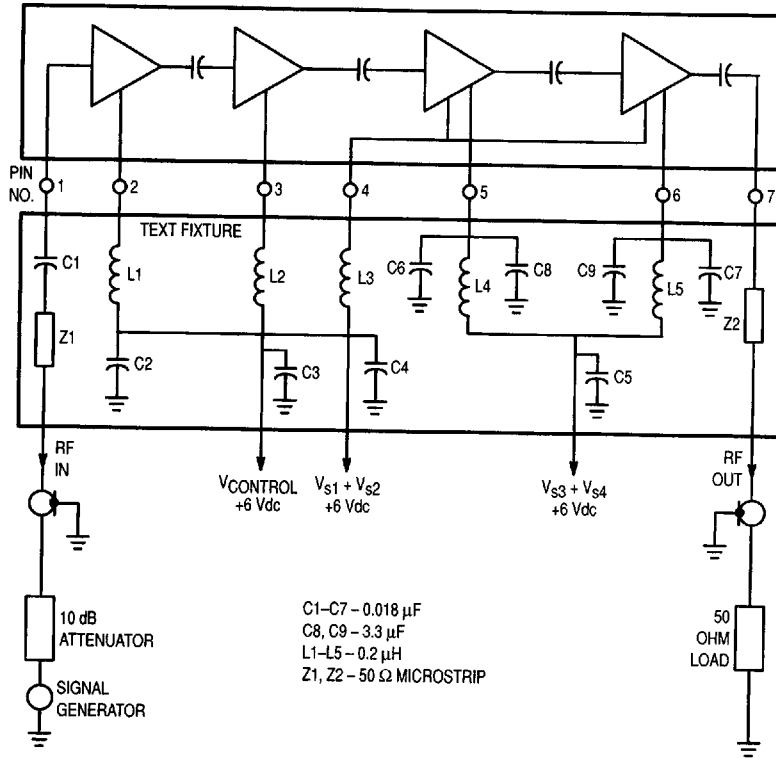 PIN
NO.
1
2
3
4
5
6
7
TEXT FIXTURE
C1
L1
L2
L3
C6
L4
C8
C9
L5
C7
Z1
Z2
C2
C3
C4
C5
RF
IN
VCONTROL
+6 Vdc
VS1 + VS2
+6 Vdc
VS3 + VS4
+6 Vdc
RF
OUT
10 dB
ATTENUATOR
SIGNAL
GENERATOR
C1–C7 – 0.018 μF
C8, C9 – 3.3 μF
L1–L5 – 0.2 μH
Z1, Z2 – 50 Ω MICROSTRIP
50
OHM
LOAD